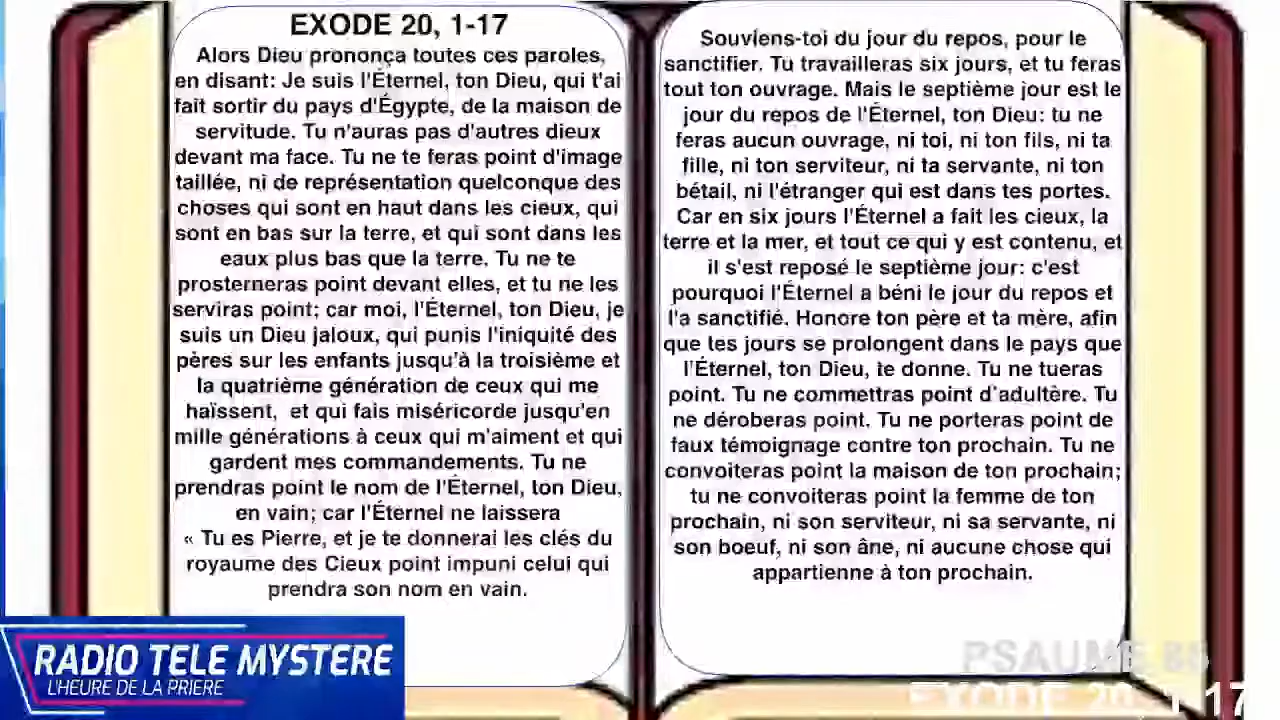 EXODE 20, 1-17
Alors Dieu prononça toutes ces paroles,
en disant: Je suis l'Éternel, ton Dieu, qui t'ai
fait sortir du pays d'Égypte, de la maison de
servitude. Tu n'auras pas d'autres dieux
devant ma face. Tu ne te feras point d'image
taillée, ni de représentation quelconque des
choses qui sont en haut dans les cieux, qui
sont en bas sur la terre, et qui sont dans les
eaux plus bas que la terre. Tu ne te
prosterneras point devant elles, et tu ne les
serviras point; car moi, l'Éternel, ton Dieu, je
suis un Dieu jaloux, qui punis l'iniquité des
pères sur les enfants jusqu'à la troisième et
la quatrième génération de ceux qui me
haïssent, et qui fais miséricorde jusqu'en
mille générations à ceux qui m'aiment et qui
gardent mes commandements. Tu ne
prendras point le nom de l'Éternel, ton Dieu,
en vain; car l'Éternel ne laissera
« Tu es Pierre, et je te donnerai les clés du
royaume des Cieux point impuni celui qui
prendra son nom en vain.
Souviens-toi du jour du repos, pour le
sanctifier. Tu travailleras six jours, et tu feras
tout ton ouvrage. Mais le septième jour est le
jour du repos de l'Éternel, ton Dieu: tu ne
feras aucun ouvrage, ni toi, ni ton fils, ni ta
fille, ni ton serviteur, ni ta servante, ni ton
bétail, ni l'étranger qui est dans tes portes.
Car en six jours l'Éternel a fait les cieux, la
terre et la mer, et tout ce qui y est contenu, et
il s'est reposé le septième jour: c'est
pourquoi l'Éternel a béni le jour du repos et
l'a sanctifié. Honore ton père et ta mère, afin
que tes jours se prolongent dans le pays que
l'Éternel, ton Dieu, te donne. Tu ne tueras
point. Tu ne commettras point d'adultère. Tu
ne déroberas point. Tu ne porteras point de
faux témoignage contre ton prochain. Tu ne
convoiteras point la maison de ton prochain;
tu ne convoiteras point la femme de ton
prochain, ni son serviteur, ni sa servante, ni
son boeuf, ni son âne, ni aucune chose qui
appartienne à ton prochain.
RADIO TELE MYSTERE
L'HEURE DE LA PRIERE
PSAUME
EXODE 20, 1-17